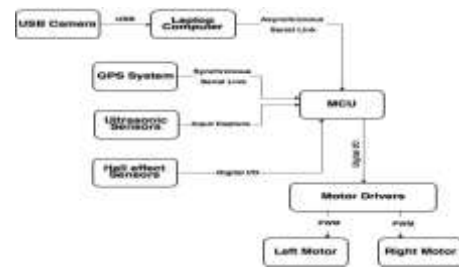 USB Camera
USB
Laptop
Computer
Asynchronous
Serial Link
GPS System
Synchronous
Serial Link
MCU
Ultrasonic
Sensors
Input Capture
Hall effect
Sensors
Digital I/O
Digital I/O
Motor Drivers
PWM
PWM
Left Motor
Right Motor